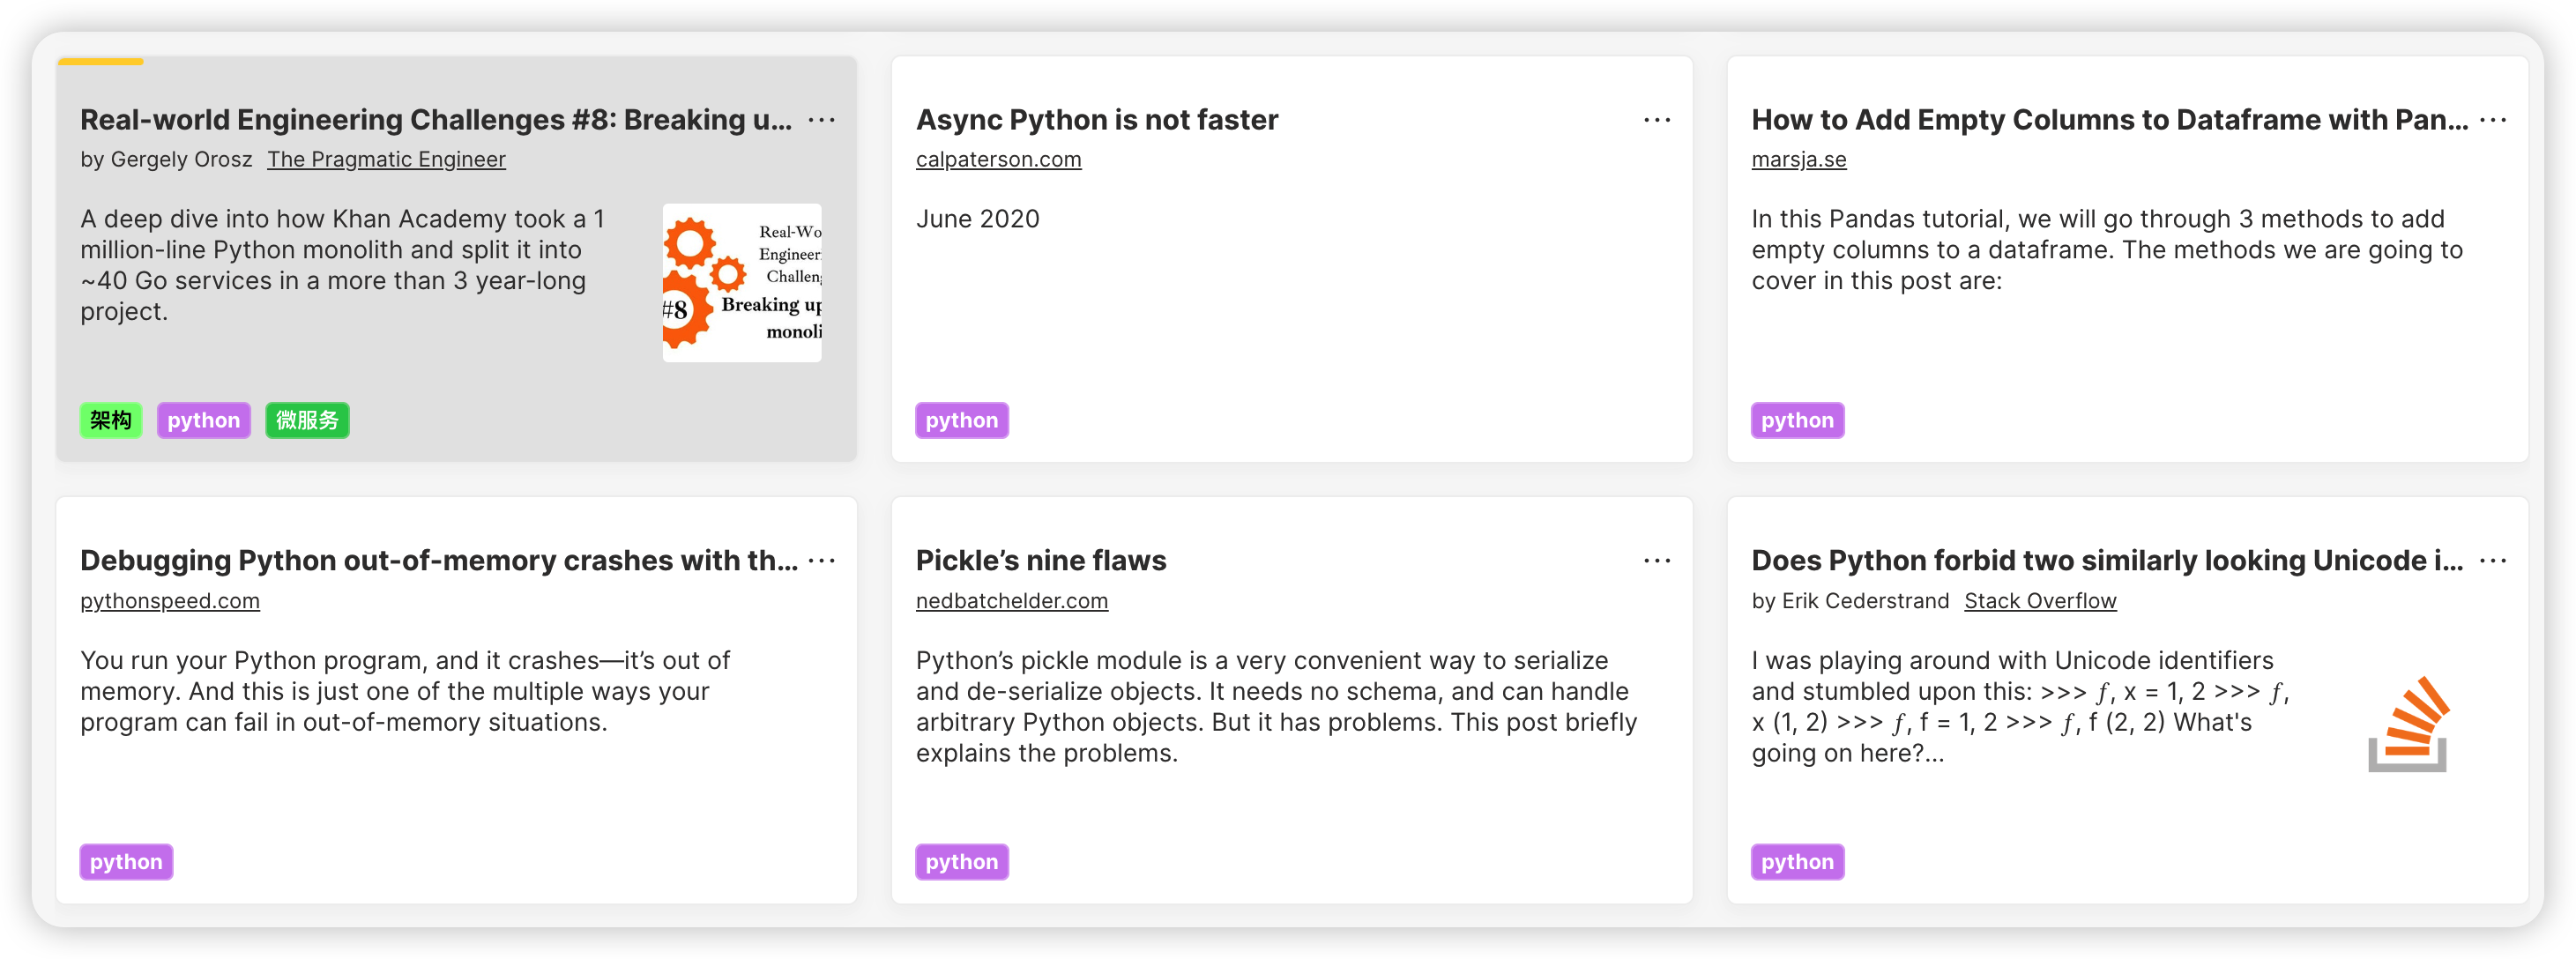 Real-world Engineering Challenges #8: Breaking u...
by Gergely Orosz The Pragmatic Engineer
A deep dive into how Khan Academy took a 1
million-line Python monolith and split it into
~40 Go services in a more than 3 year-long
project.
Real-Wo
Engineer
Challeng
#8
Breaking up
monoli
架构 python 微服务
Async Python is not faster
calpaterson.com
June 2020
python
How to Add Empty Columns to Dataframe with Pan...
marsja.se
In this Pandas tutorial, we will go through 3 methods to add
empty columns to a dataframe. The methods we are going to
cover in this post are:
python
Debugging Python out-of-memory crashes with th...
pythonspeed.com
You run your Python program, and it crashes—it’s out of
memory. And this is just one of the multiple ways your
program can fail in out-of-memory situations.
python
Pickle’s nine flaws
nedbatchelder.com
Python’s pickle module is a very convenient way to serialize
and de-serialize objects. It needs no schema, and can handle
arbitrary Python objects. But it has problems. This post briefly
explains the problems.
python
Does Python forbid two similarly looking Unicode i...
by Erik Cederstrand Stack Overflow
I was playing around with Unicode identifiers
and stumbled upon this: >>> 𝑓, x = 1, 2 >>> 𝑓,
x (1, 2) >>> 𝑓, f = 1, 2 >>> 𝑓, f (2, 2) What's
going on here?...
python